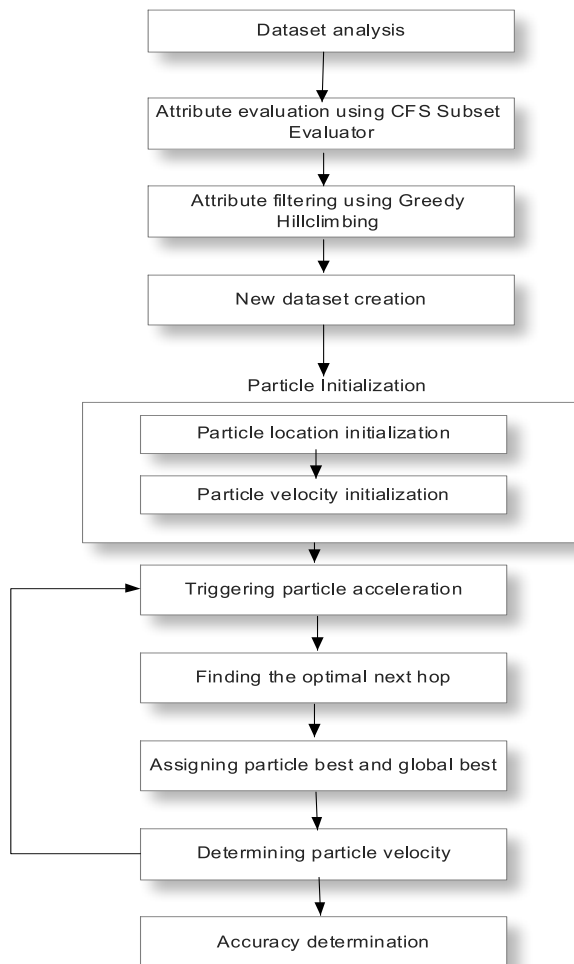 Dataset analysis
Attribute evaluation using CFS Subset
Evaluator
Attribute filtering using Greedy
Hillclimbing
New dataset creation
Particle Initialization
Particle location initialization
Particle velocity initialization
Triggering particle acceleration
Finding the optimal next hop
Assigning particle best and global best
Determining particle velocity
Accuracy determination